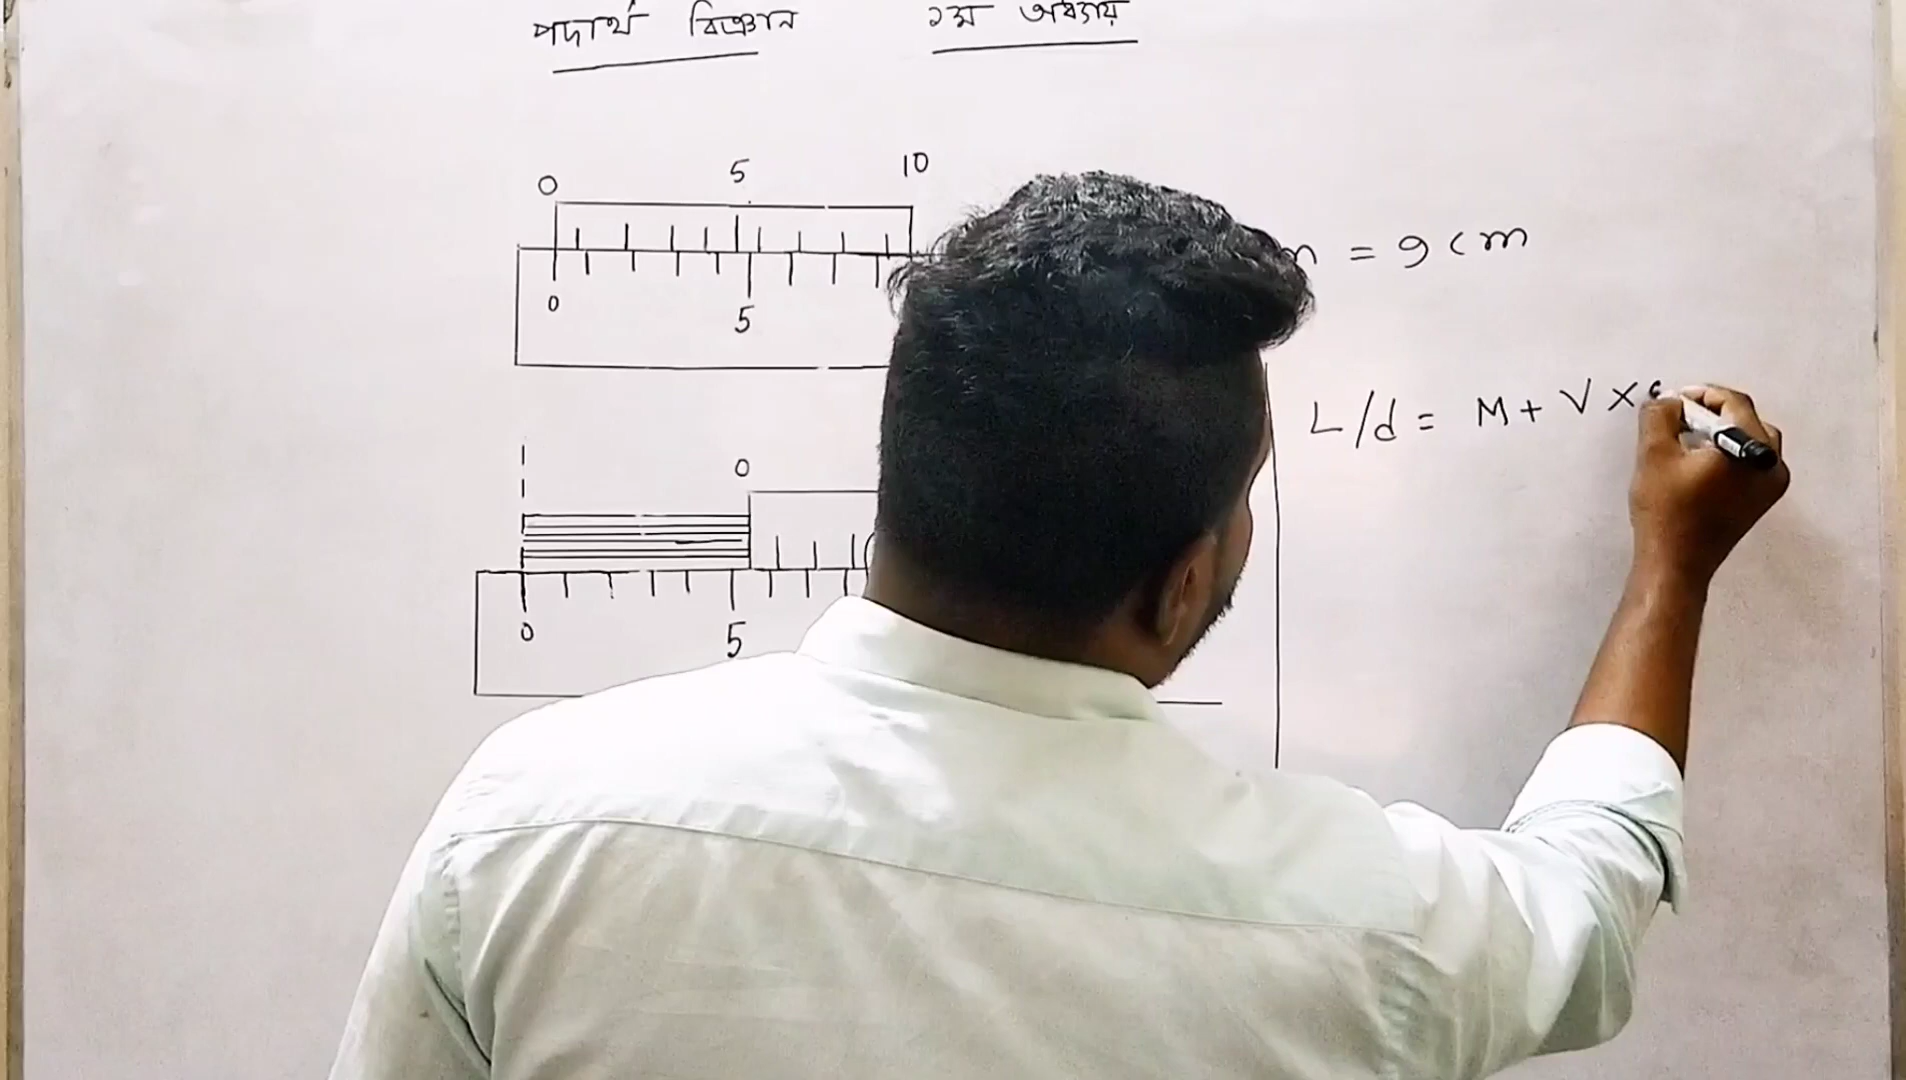 পদার্থ বিজ্ঞান ১ম অধ্যায়
0 5 10
= 9 cm
0 5
L/d = M + V ×
0
0 5